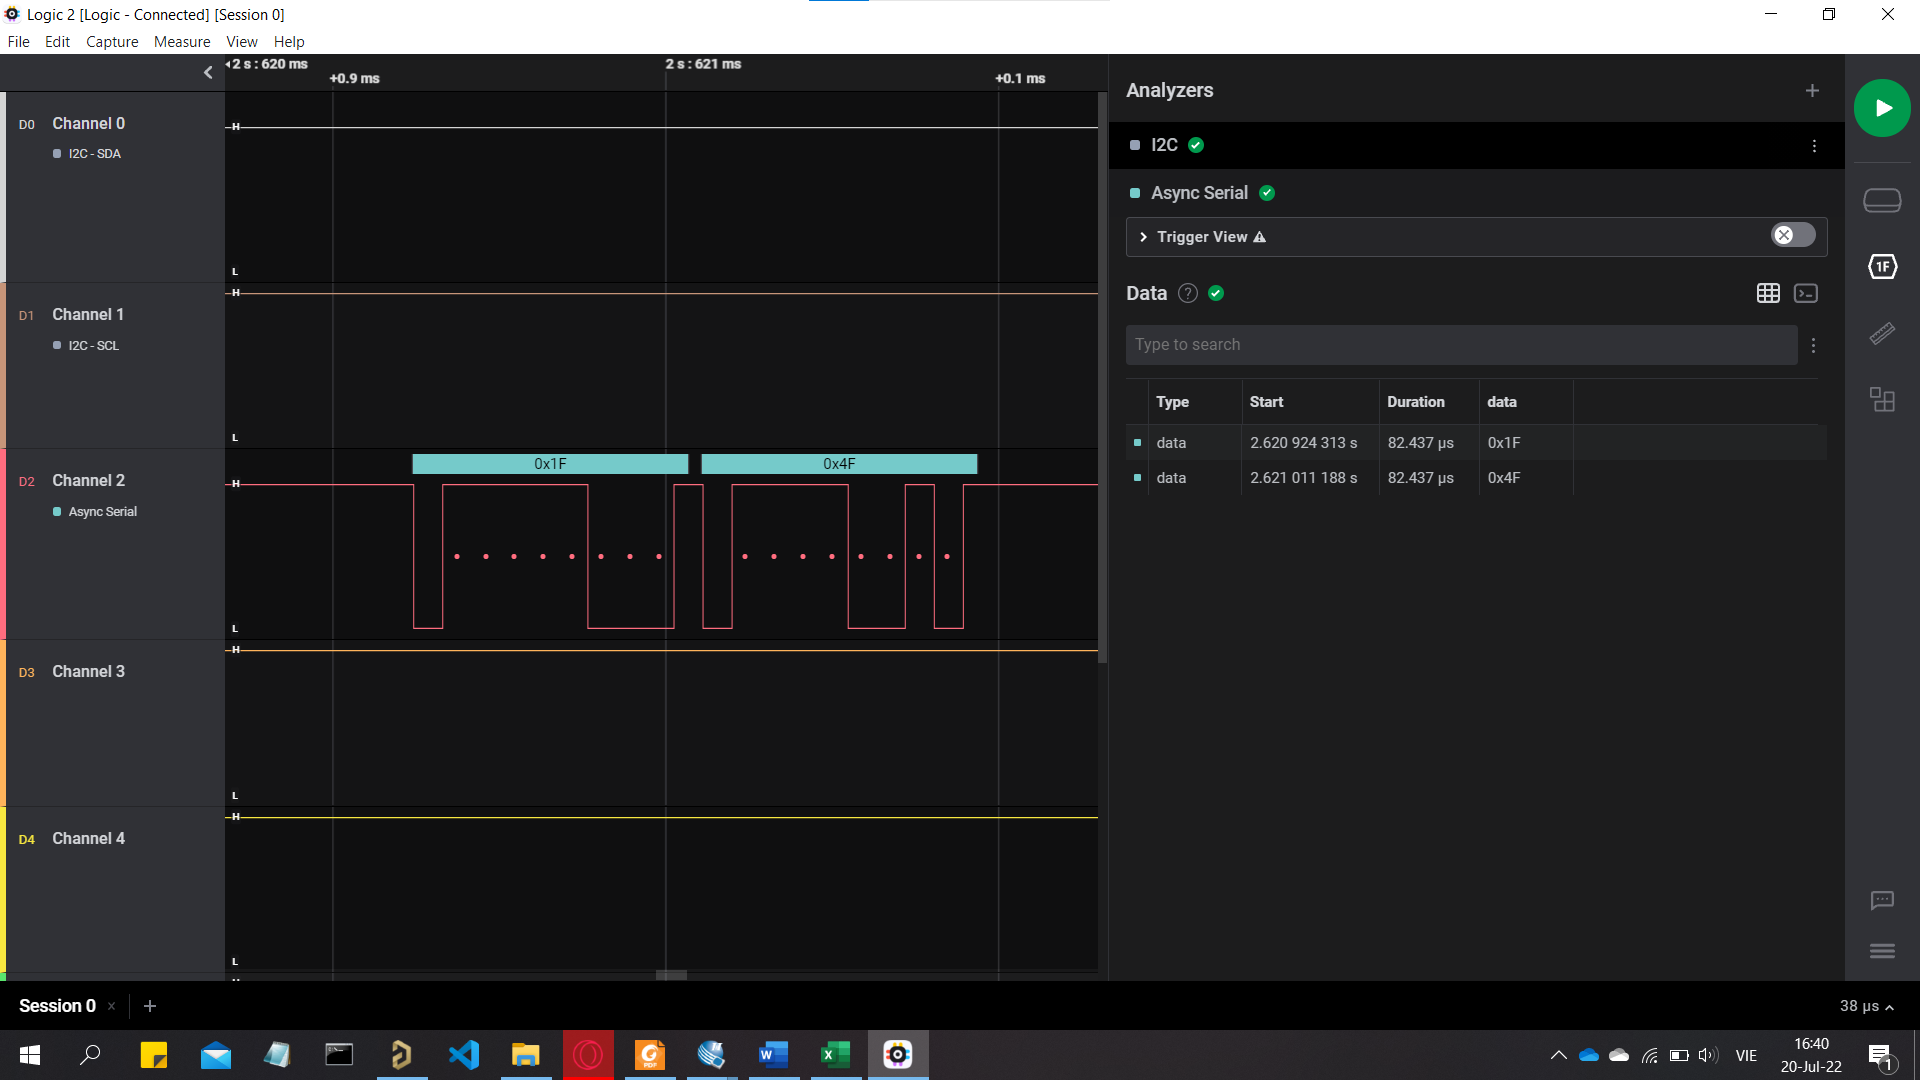 Logic 2 [Logic - Connected] [Session 0]
File Edit Capture Measure View Help
2 s : 620 ms
+0.9 ms
2 s : 621 ms
+0.1 ms
D0 Channel 0
I2C - SDA
H
L
D1 Channel 1
I2C - SCL
H
L
D2 Channel 2
Async Serial
0x1F 0x4F
H
L
D3 Channel 3
H
L
D4 Channel 4
H
L
Analyzers
I2C
Async Serial
Trigger View
Data ?
1F
Type to search
Type Start Duration data
data 2.620 924 313 s 82.437 μs 0x1F
data 2.621 011 188 s 82.437 μs 0x4F
Session 0
38 μs
VIE
16:40
20-Jul-22
1